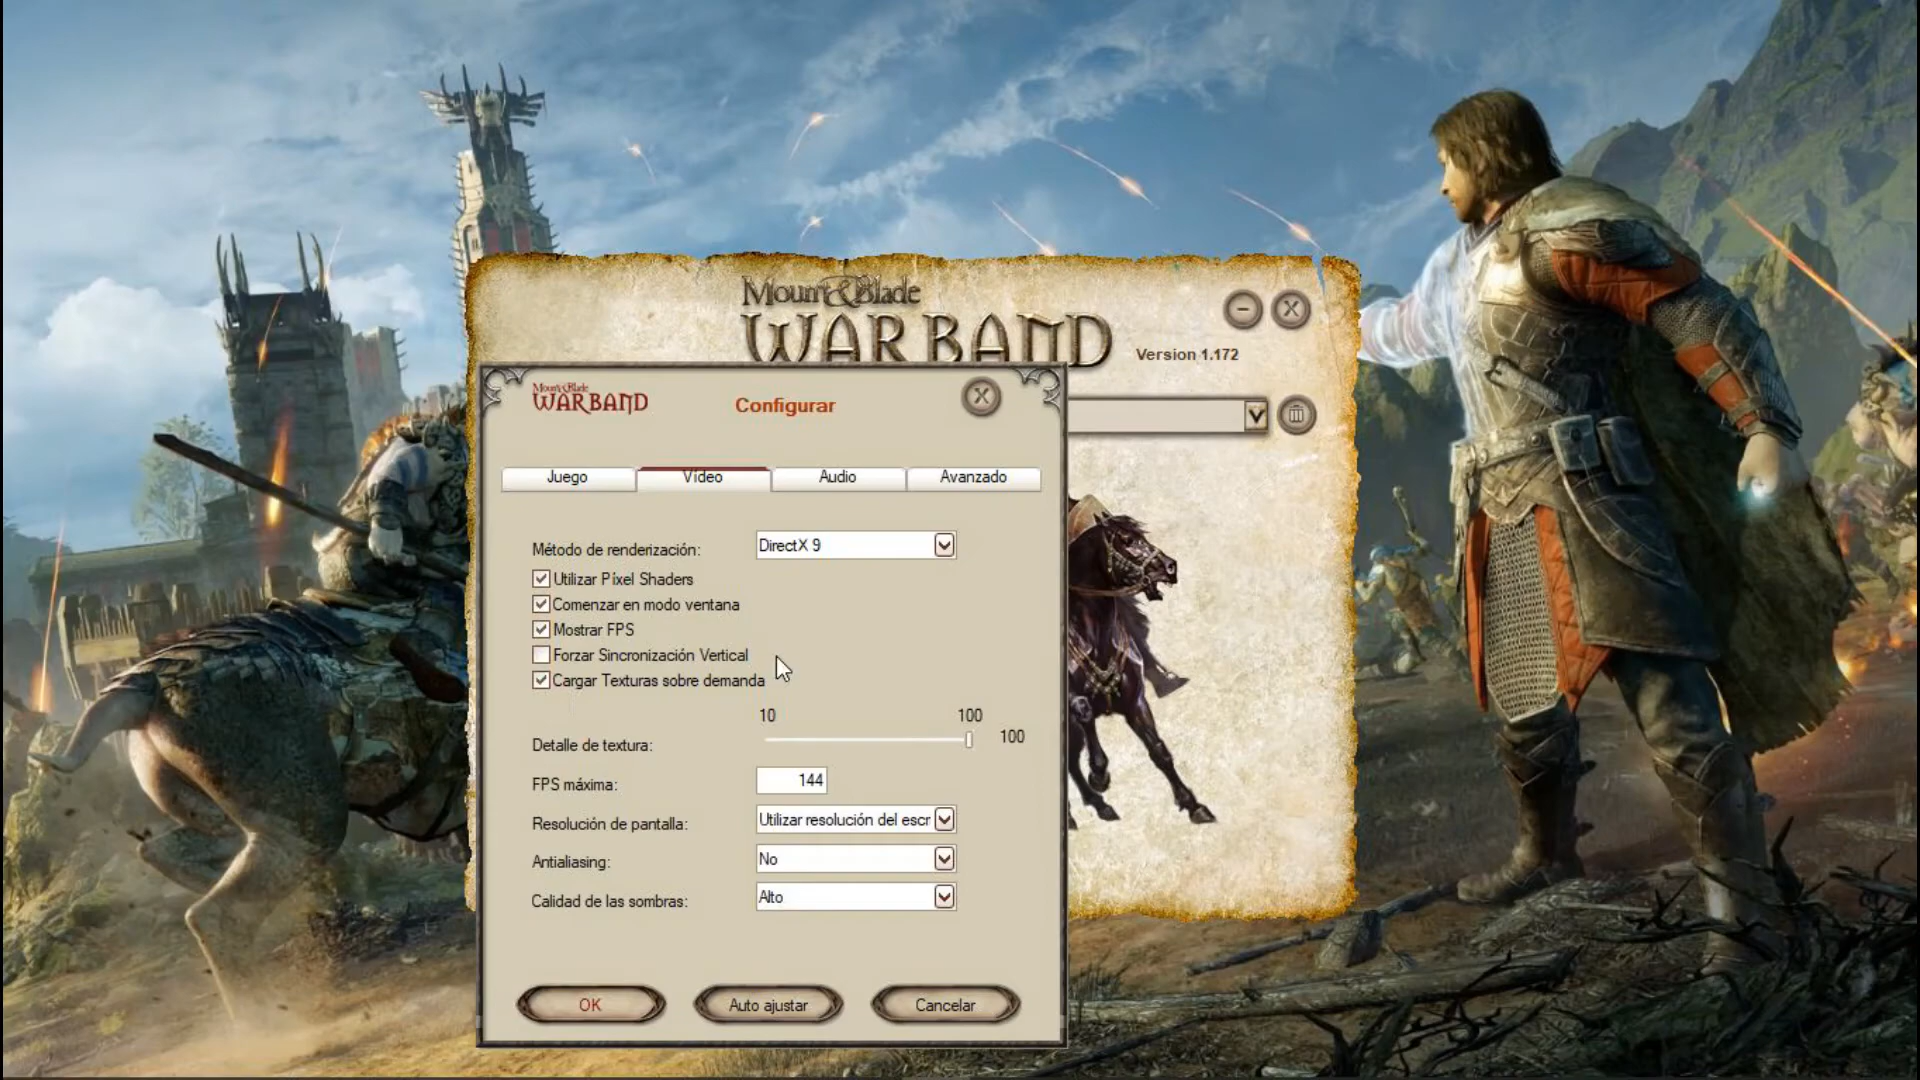 Mount & Blade
WARBAND
Version 1.172
Mount & Blade
WARBAND
Configurar
Juego
Vídeo
Audio
Avanzado
Método de renderización:
DirectX 9
Utilizar Píxel Shaders
Comenzar en modo ventana
Mostrar FPS
Forzar Sincronización Vertical
Cargar Texturas sobre demanda
10
100
Detalle de textura:
100
FPS máxima:
144
Resolución de pantalla:
Utilizar resolución del escr
Antialiasing:
No
Calidad de las sombras:
Alto
OK
Auto ajustar
Cancelar